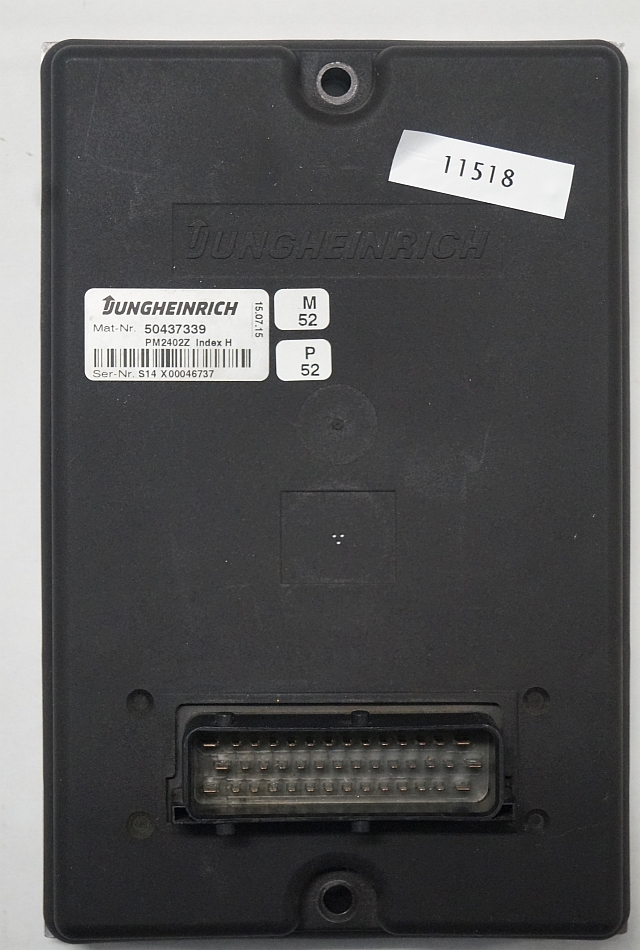 11518
JUNGHEINRICH
JUNGHEINRICH
15.07.15
Mat-Nr. 50437339
PM2402Z Index H
Ser-Nr. S14 X00046737
M
52
P
52